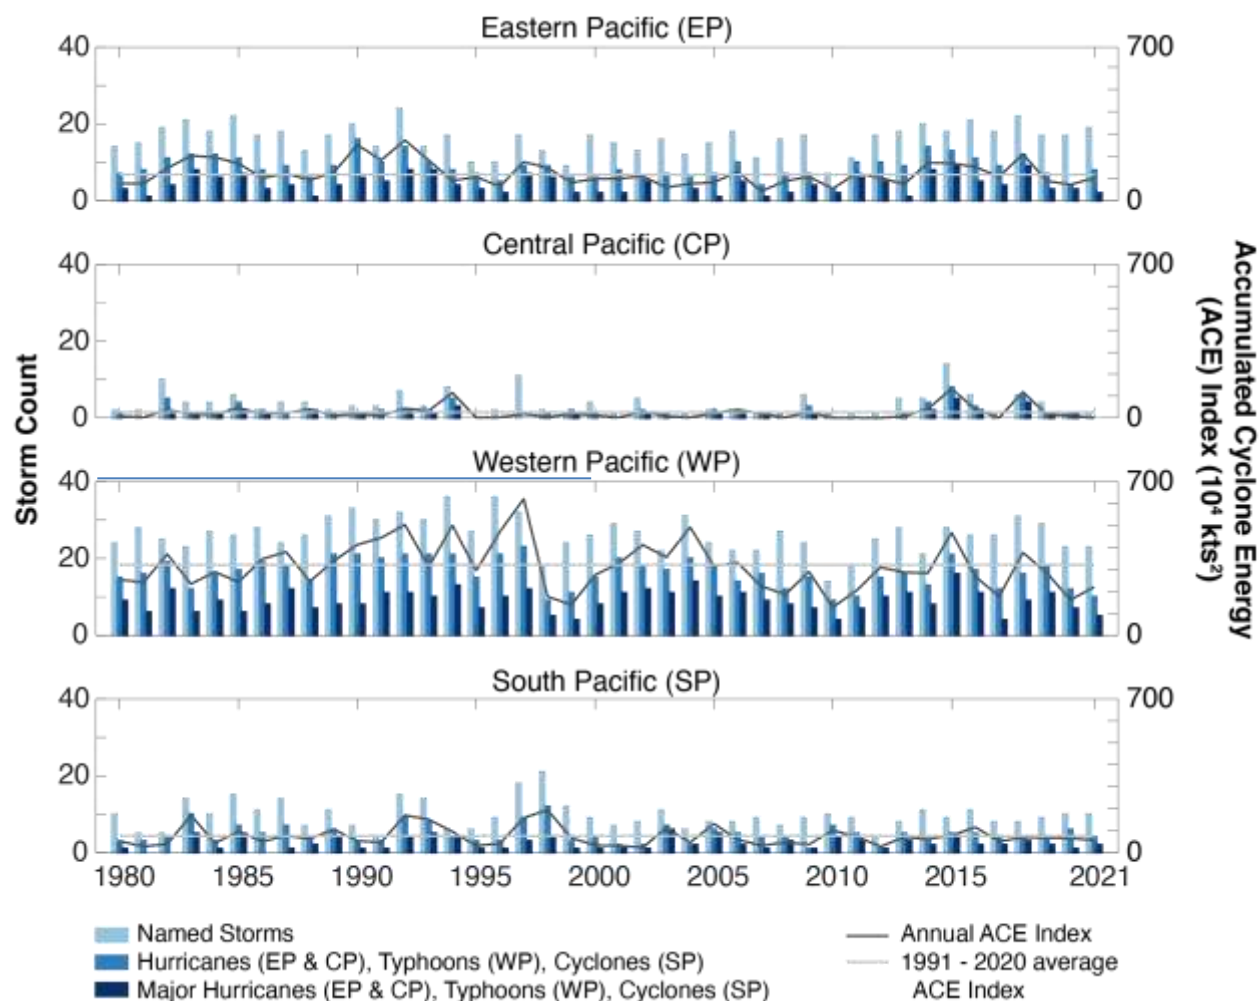 Eastern Pacific (EP)
40
20
0
700
0
Central Pacific (CP)
40
20
0
700
0
Western Pacific (WP)
40
20
0
700
0
South Pacific (SP)
40
20
0
700
0
1980 1985 1990 1995 2000 2005 2010 2015 2021
Storm Count
Accumulated Cyclone Energy
(ACE) Index (10⁴ kts²)
Named Storms
Hurricanes (EP & CP), Typhoons (WP), Cyclones (SP)
Major Hurricanes (EP & CP), Typhoons (WP), Cyclones (SP)
Annual ACE Index
1991 - 2020 average
ACE Index